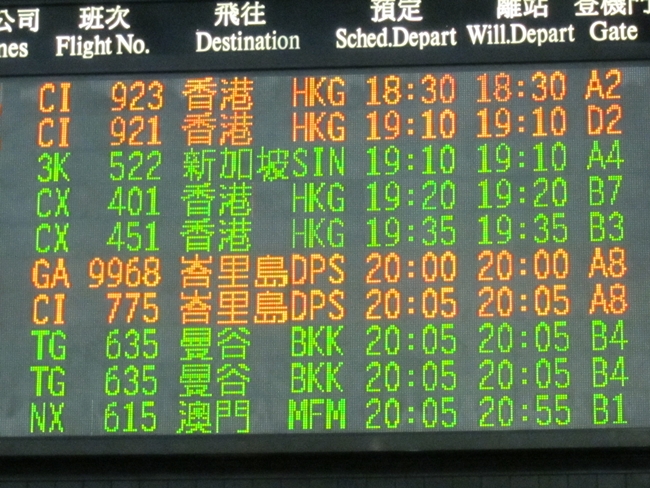 公司 班次 飛往 預定 離站 登機門
nes Flight No. Destination Sched.Depart Will.Depart Gate
CI 923 香港 HKG 18:30 18:30 A2
CI 921 香港 HKG 19:10 19:10 D2
3K 522 新加坡 SIN 19:10 19:10 A4
CX 401 香港 HKG 19:20 19:20 B7
CX 451 香港 HKG 19:35 19:35 B3
GA 9968 峇里島 DPS 20:00 20:00 A8
CI 775 峇里島 DPS 20:05 20:05 A8
TG 635 曼谷 BKK 20:05 20:05 B4
TG 635 曼谷 BKK 20:05 20:05 B4
NX 615 澳門 MFM 20:05 20:55 B1